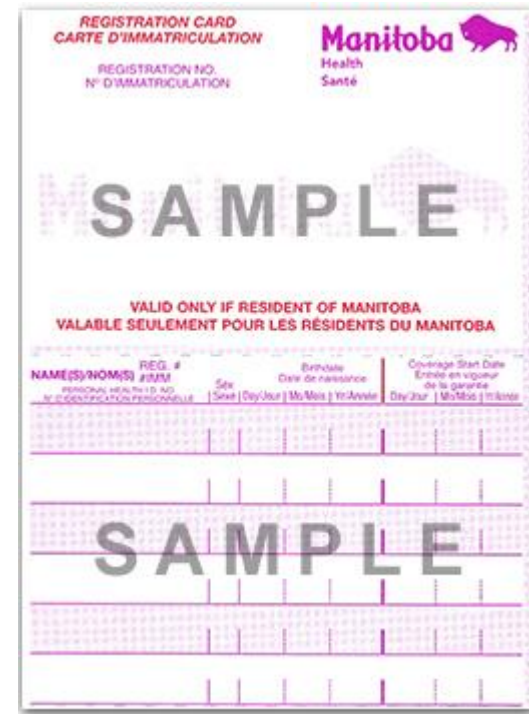 REGISTRATION CARD
CARTE D'IMMATRICULATION
REGISTRATION NO.
N° D'IMMATRICULATION
Manitoba
Health
Santé
Manitoba
SAMPLE
VALID ONLY IF RESIDENT OF MANITOBA
VALABLE SEULEMENT POUR LES RÉSIDENTS DU MANITOBA
NAME(S)/NOM(S) REG. # #IMM
PERSONAL HEALTH I.D. NO.
N° D'IDENTIFICATION PERSONNELLE
Sex
Sexe
Birthdate
Date de naissance
Day/Jour Mo/Mois Yr/Année
Coverage Start Date
Entrée en vigueur
de la garantie
Day/Jour Mo/Mois Yr/Année
SAMPLE